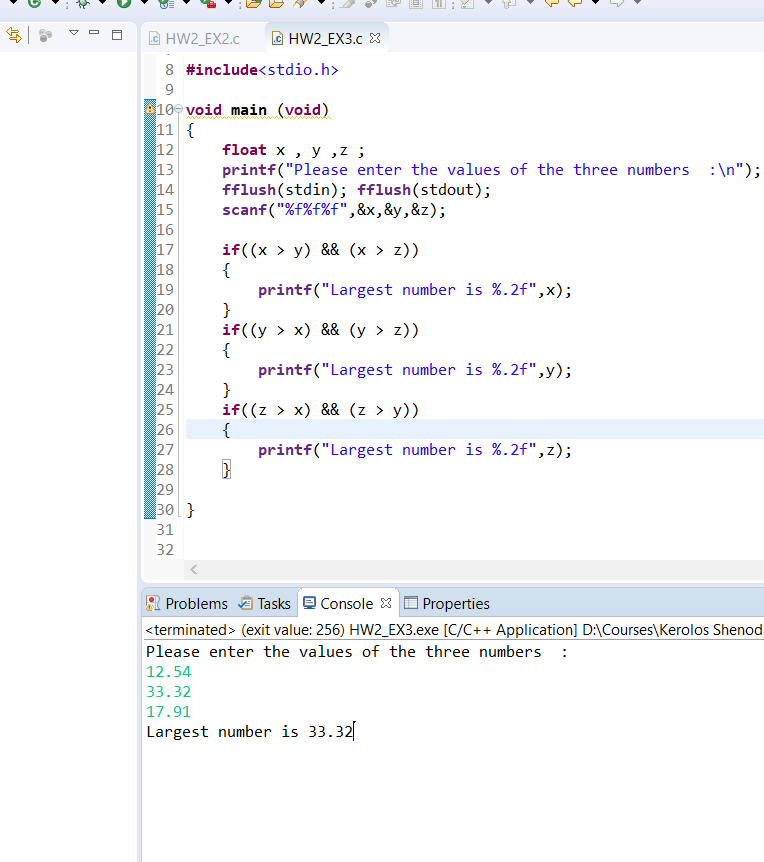 HW2_EX2.c HW2_EX3.c
8 #include<stdio.h>
9
10 void main (void)
11 {
12     float x , y ,z ;
13     printf("Please enter the values of the three numbers  :\n");
14     fflush(stdin); fflush(stdout);
15     scanf("%f%f%f",&x,&y,&z);
16
17     if((x > y) && (x > z))
18     {
19         printf("Largest number is %.2f",x);
20     }
21     if((y > x) && (y > z))
22     {
23         printf("Largest number is %.2f",y);
24     }
25     if((z > x) && (z > y))
26     {
27         printf("Largest number is %.2f",z);
28     }
29
30 }
31
32
Problems Tasks Console Properties
<terminated> (exit value: 256) HW2_EX3.exe [C/C++ Application] D:\Courses\Kerolos Shenod
Please enter the values of the three numbers  :
12.54
33.32
17.91
Largest number is 33.32